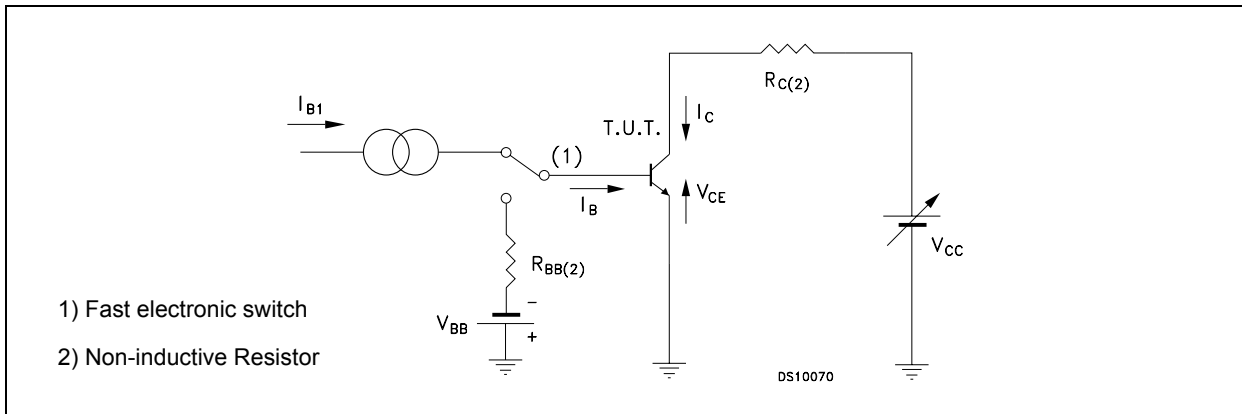 I_B1
(1)
I_B
T.U.T.
I_C
V_CE
R_C(2)
V_CC
R_BB(2)
V_BB
-
+
1) Fast electronic switch
2) Non-inductive Resistor
DS10070